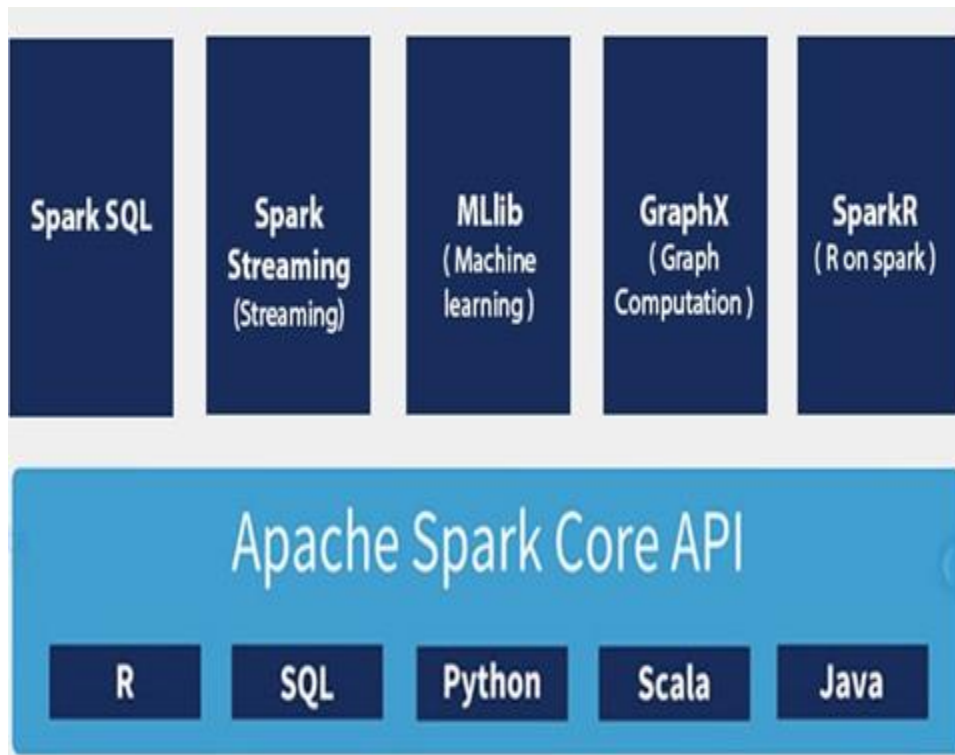 Spark SQL
Spark
Streaming
(Streaming)
MLlib
( Machine
learning )
GraphX
( Graph
Computation )
SparkR
( R on spark )
Apache Spark Core API
R
SQL
Python
Scala
Java